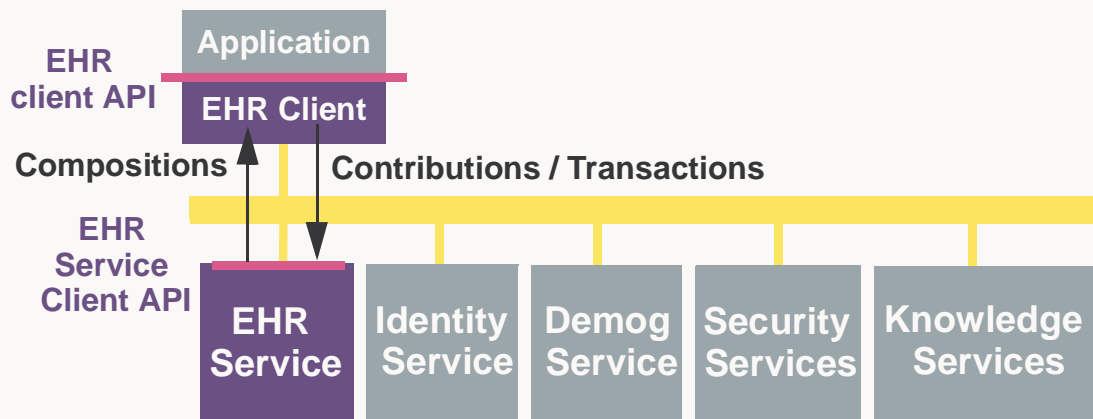 Application
EHR
client API
EHR Client
Compositions
Contributions / Transactions
EHR
Service
Client API
EHR
Service
Identity
Service
Demog
Service
Security
Services
Knowledge
Services